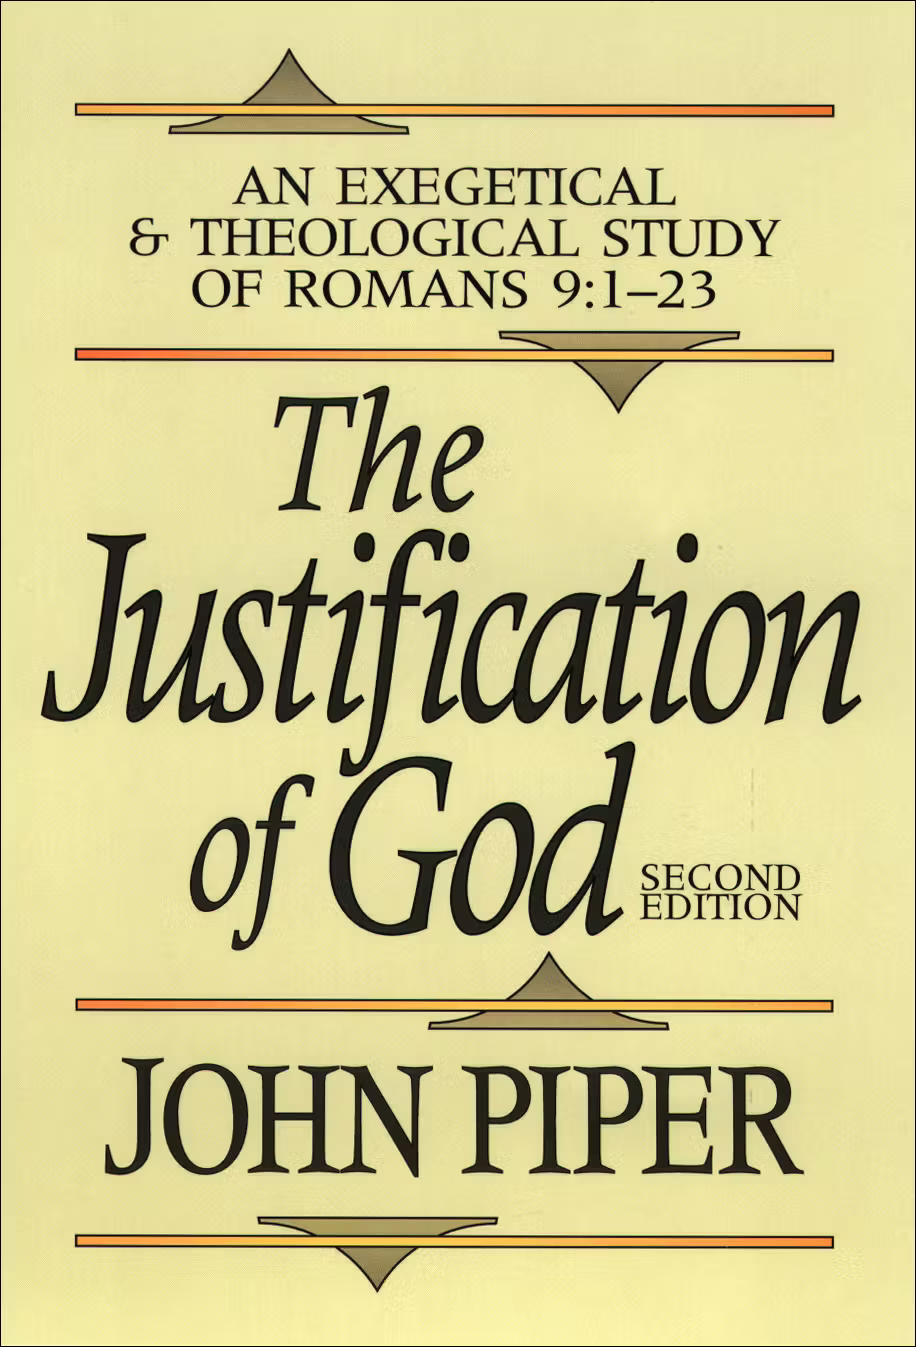 AN EXEGETICAL
& THEOLOGICAL STUDY
OF ROMANS 9:1–23
The
Justification
of God
SECOND
EDITION
JOHN PIPER